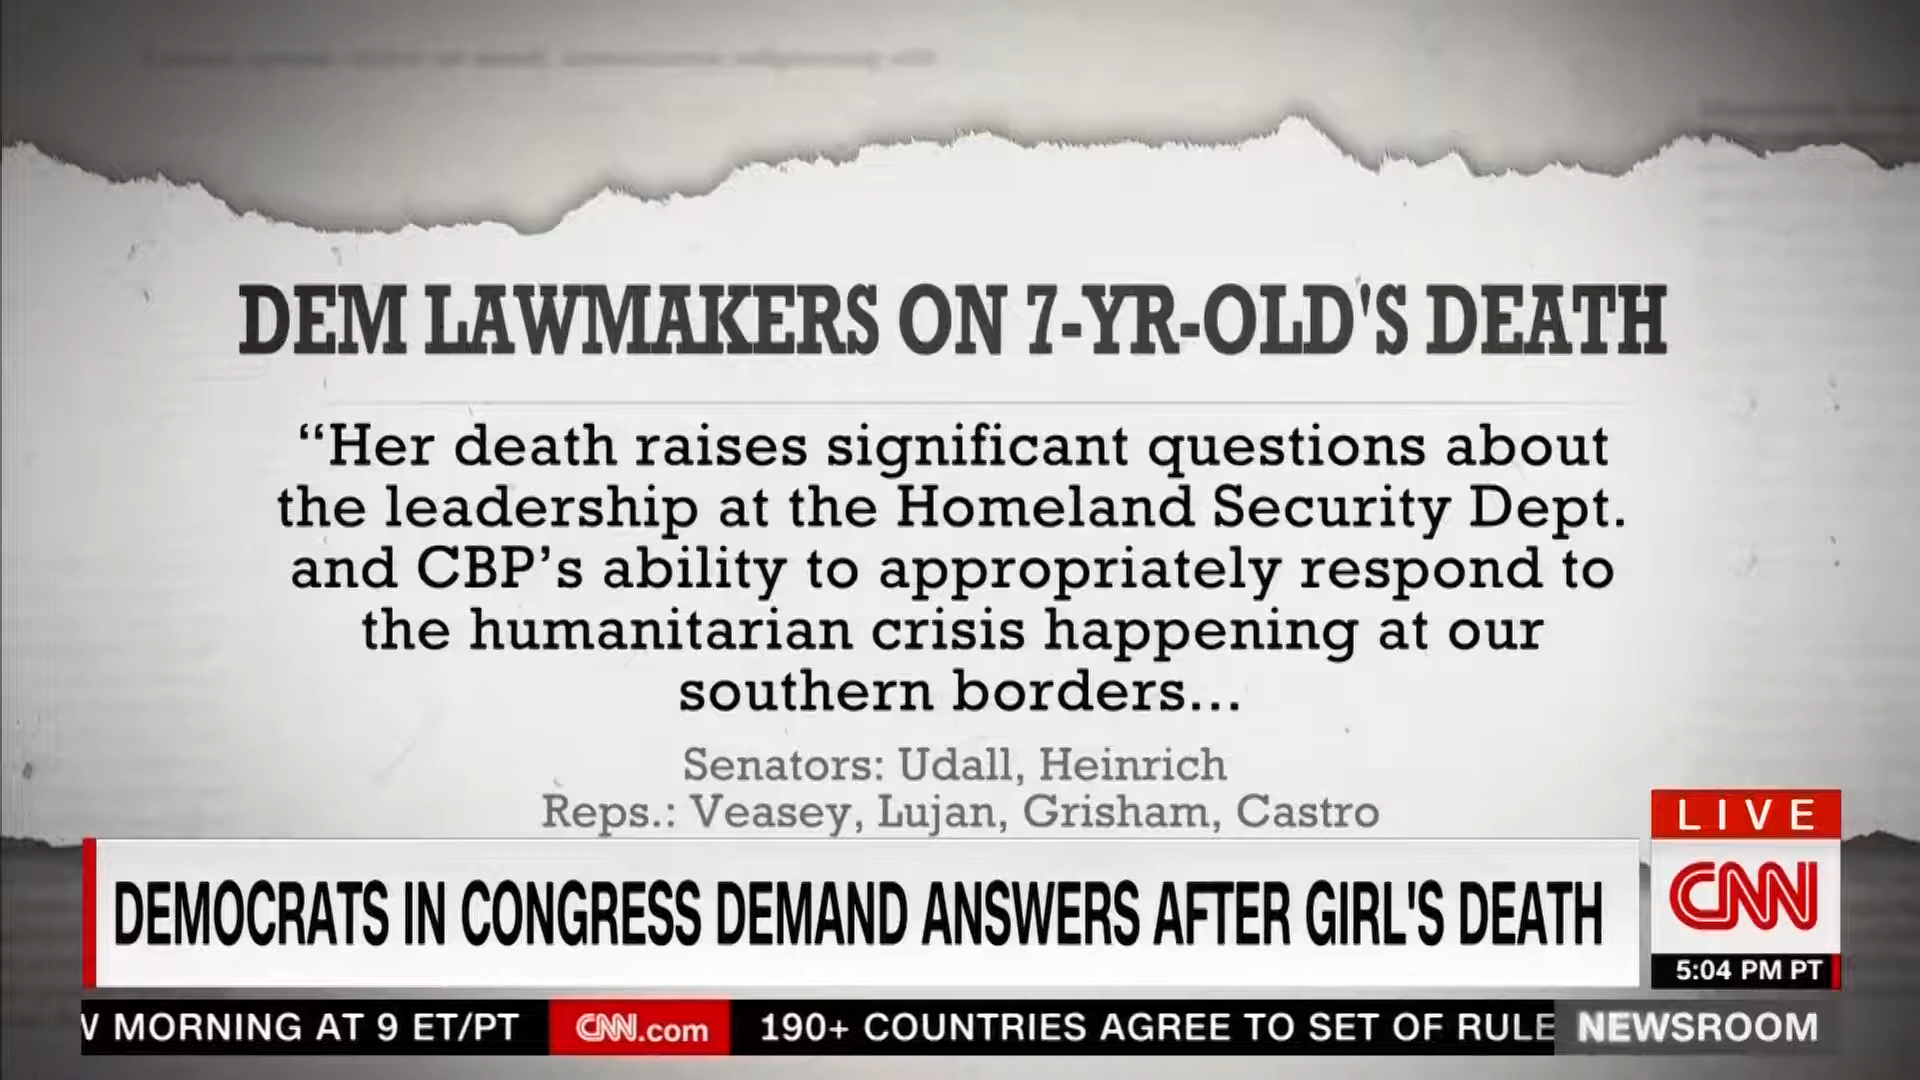 DEM LAWMAKERS ON 7-YR-OLD'S DEATH
“Her death raises significant questions about
the leadership at the Homeland Security Dept.
and CBP’s ability to appropriately respond to
the humanitarian crisis happening at our
southern borders...
Senators: Udall, Heinrich
Reps.: Veasey, Lujan, Grisham, Castro
LIVE
DEMOCRATS IN CONGRESS DEMAND ANSWERS AFTER GIRL'S DEATH
CNN
5:04 PM PT
MORNING AT 9 ET/PT CNN.com 190+ COUNTRIES AGREE TO SET OF RULE
NEWSROOM